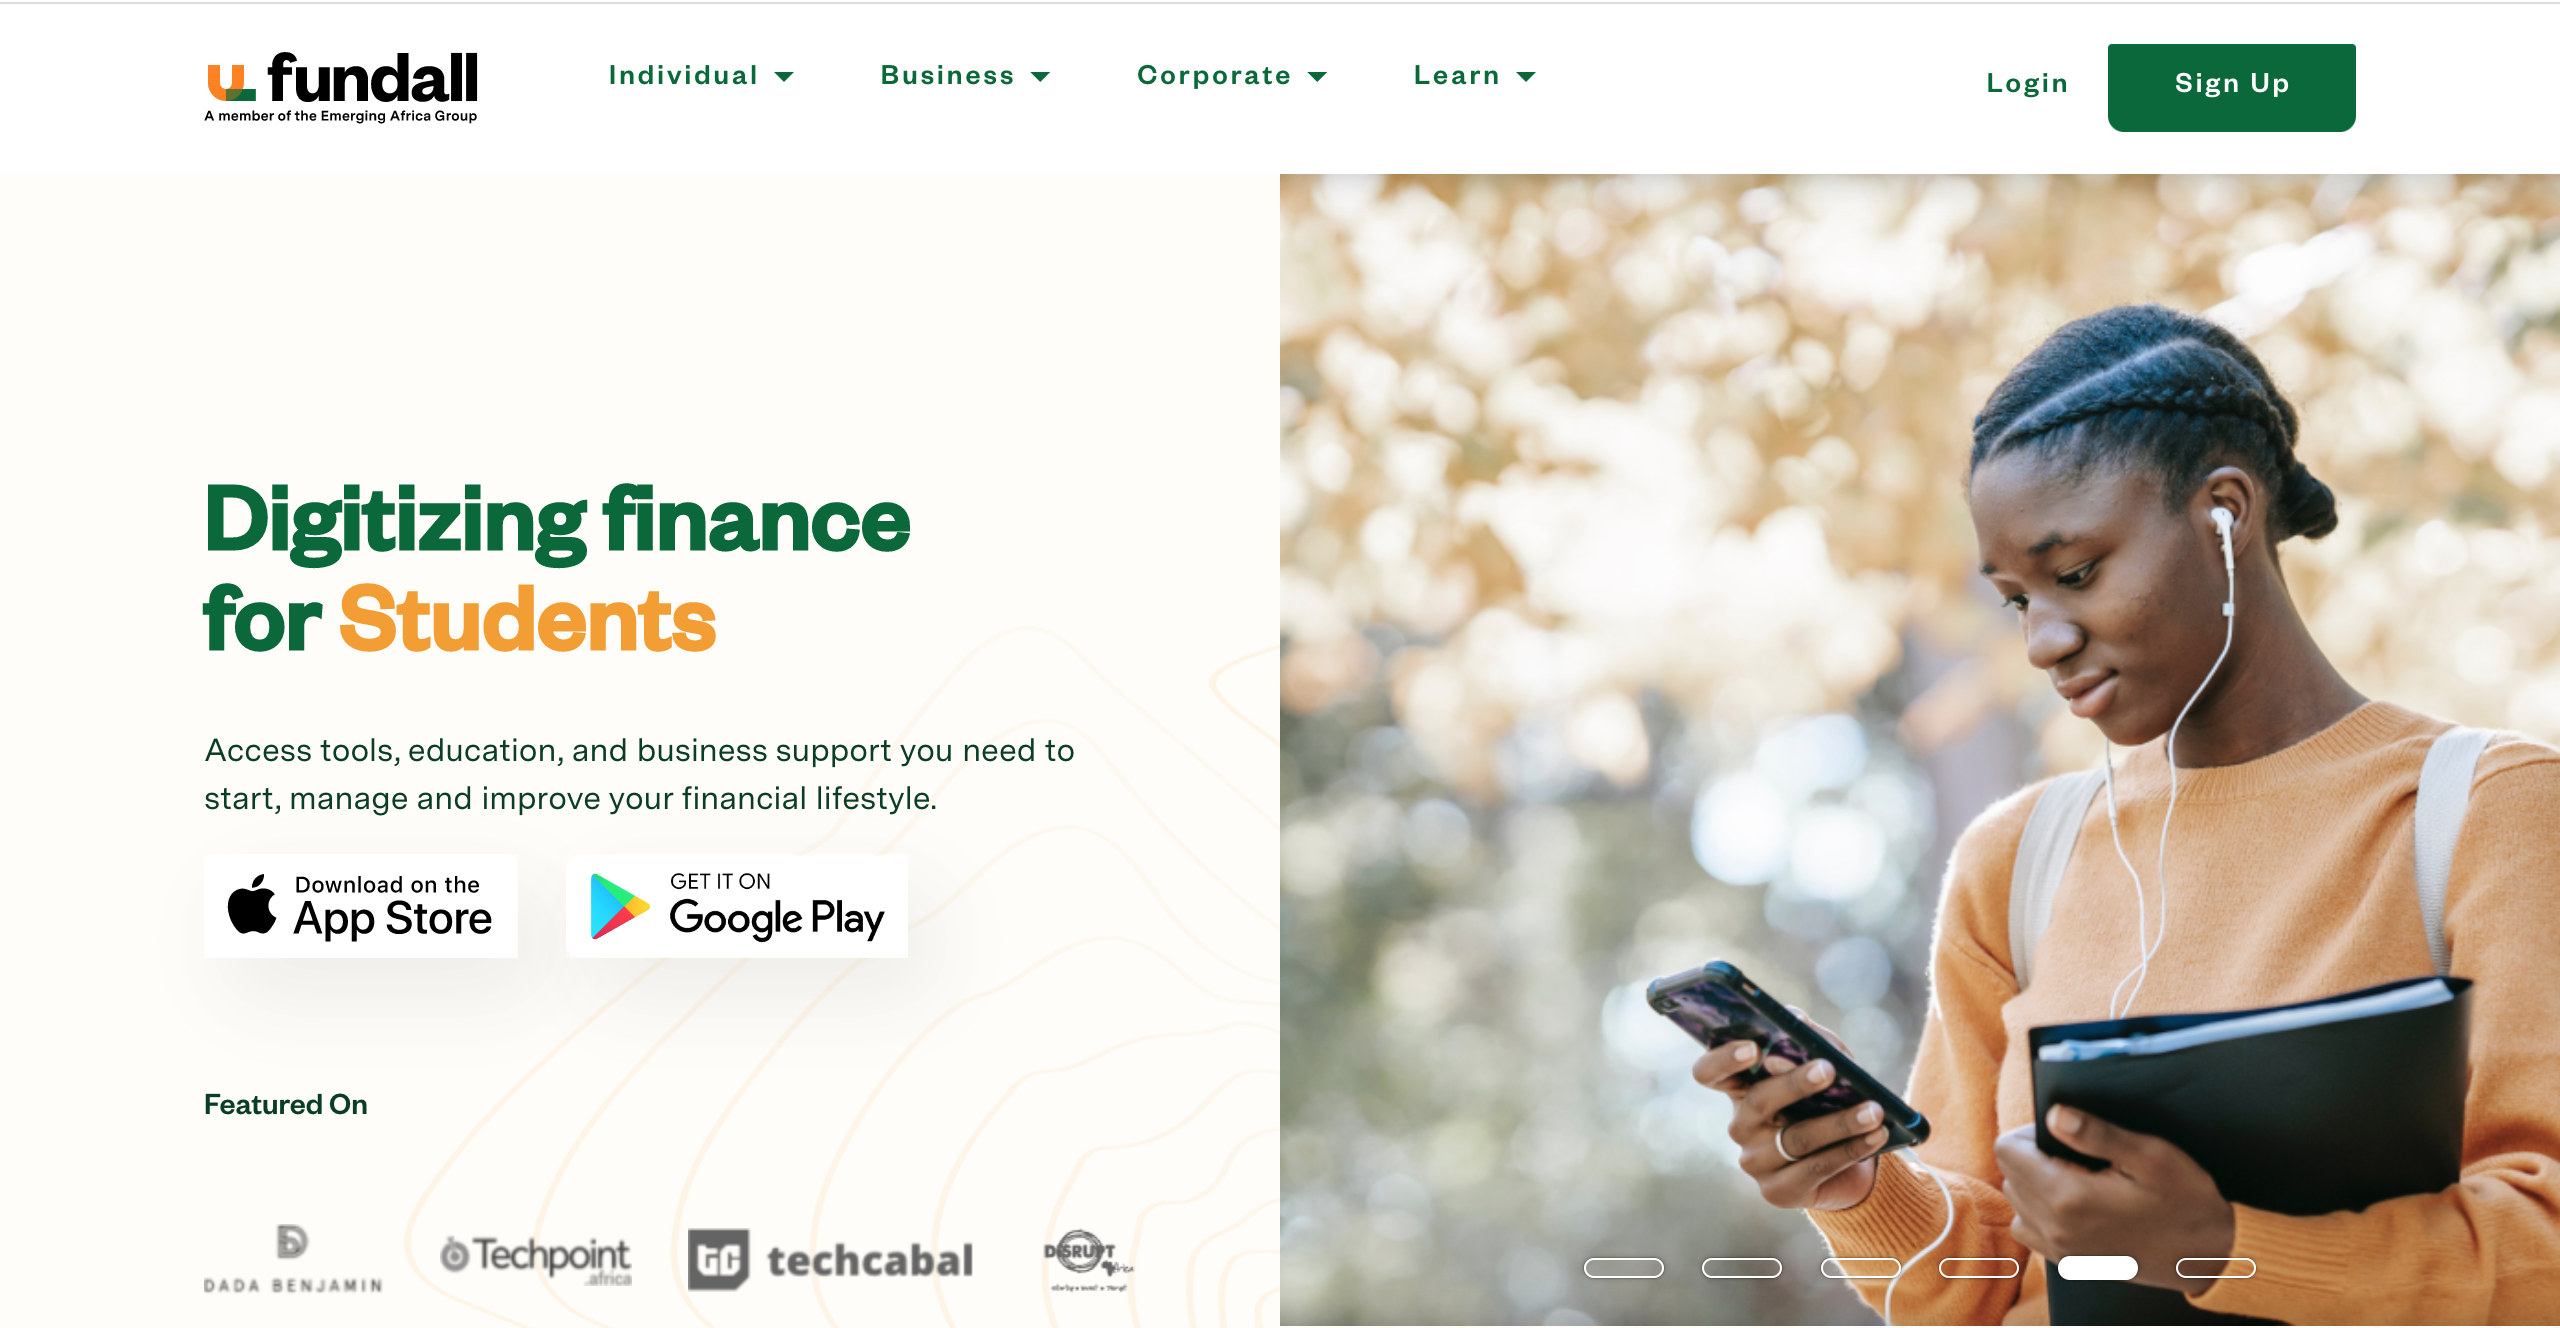 fundall
A member of the Emerging Africa Group
Individual
Business
Corporate
Learn
Login
Sign Up
Digitizing finance
for Students
Access tools, education, and business support you need to
start, manage and improve your financial lifestyle.
Download on the
App Store
GET IT ON
Google Play
Featured On
DADA BENJAMIN
Techpoint
.africa
tc techcabal
DISRUPT
Africa